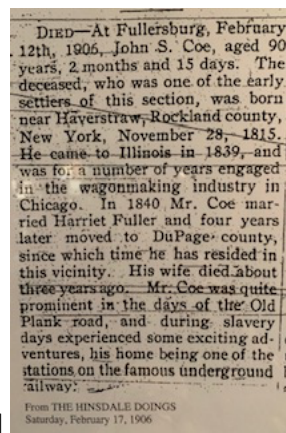 DIED—At Fullersburg, February
12th, 1906, John S. Coe, aged 90
years, 2 months and 15 days. The
deceased, who was one of the early
settlers of this section, was born
near Haverstraw, Rockland county,
New York, November 28, 1815.
He came to Illinois in 1839, and
was for a number of years engaged
in the wagonmaking industry in
Chicago. In 1840 Mr. Coe mar-
ried Harriet Fuller and four years
later moved to DuPage county,
since which time he has resided in
this vicinity. His wife died about
three years ago. Mr. Coe was quite
prominent in the days of the Old
Plank road, and during slavery
days experienced some exciting ad-
ventures, his home being one of the
stations on the famous underground
railway.
From THE HINSDALE DOINGS
Saturday, February 17, 1906